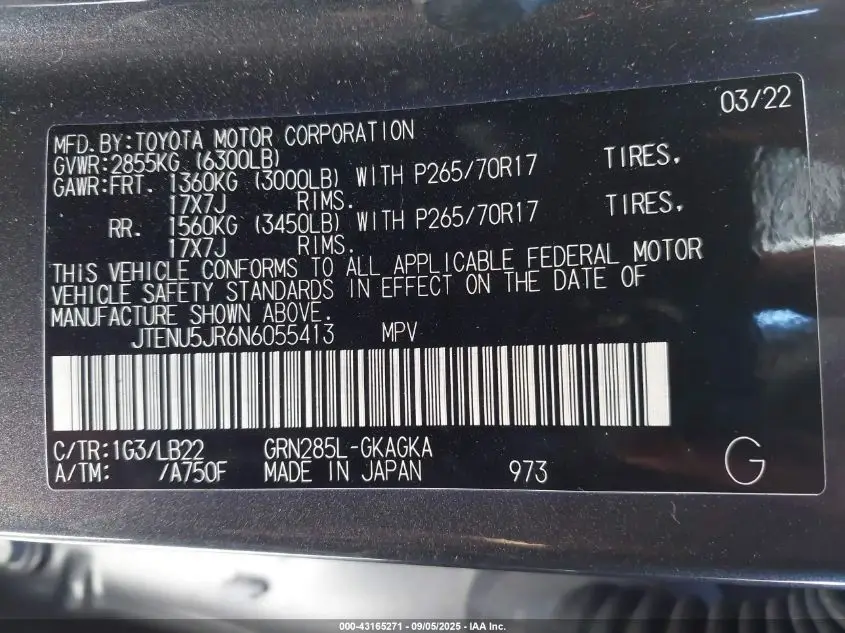 03/22
MFD.BY:TOYOTA MOTOR CORPORATION
GVWR:2855KG (6300LB)
GAWR:FRT. 1360KG (3000LB) WITH P265/70R17 TIRES,
17X7J RIMS.
RR. 1560KG (3450LB) WITH P265/70R17 TIRES,
17X7J RIMS.
THIS VEHICLE CONFORMS TO ALL APPLICABLE FEDERAL MOTOR
VEHICLE SAFETY STANDARDS IN EFFECT ON THE DATE OF
MANUFACTURE SHOWN ABOVE.
JTENU5JR6N6055413 MPV
C/TR:1G3/LB22 GRN285L-GKAGKA
A/TM: /A750F MADE IN JAPAN 973 G
000-43165271 - 09/05/2025 - IAA Inc.